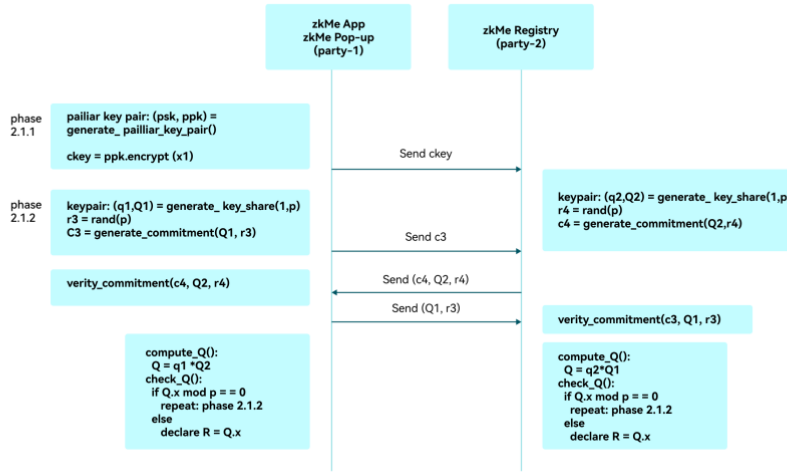 zkMe App
zkMe Pop-up
(party-1)
zkMe Registry
(party-2)
phase
2.1.1
pailiar key pair: (psk, ppk) =
generate_ pailliar_key_pair()
ckey = ppk.encrypt (x1)
Send ckey
phase
2.1.2
keypair: (q1,Q1) = generate_ key_share(1,p)
r3 = rand(p)
C3 = generate_commitment(Q1, r3)
keypair: (q2,Q2) = generate_ key_share(1,p
r4 = rand(p)
c4 = generate_commitment(Q2,r4)
Send c3
verity_commitment(c4, Q2, r4)
Send (c4, Q2, r4)
Send (Q1, r3)
verity_commitment(c3, Q1, r3)
compute_Q():
Q = q1 *Q2
check_Q():
if Q.x mod p = = 0
repeat: phase 2.1.2
else
declare R = Q.x
compute_Q():
Q = q2*Q1
check_Q():
if Q.x mod p = = 0
repeat: phase 2.1.2
else
declare R = Q.x